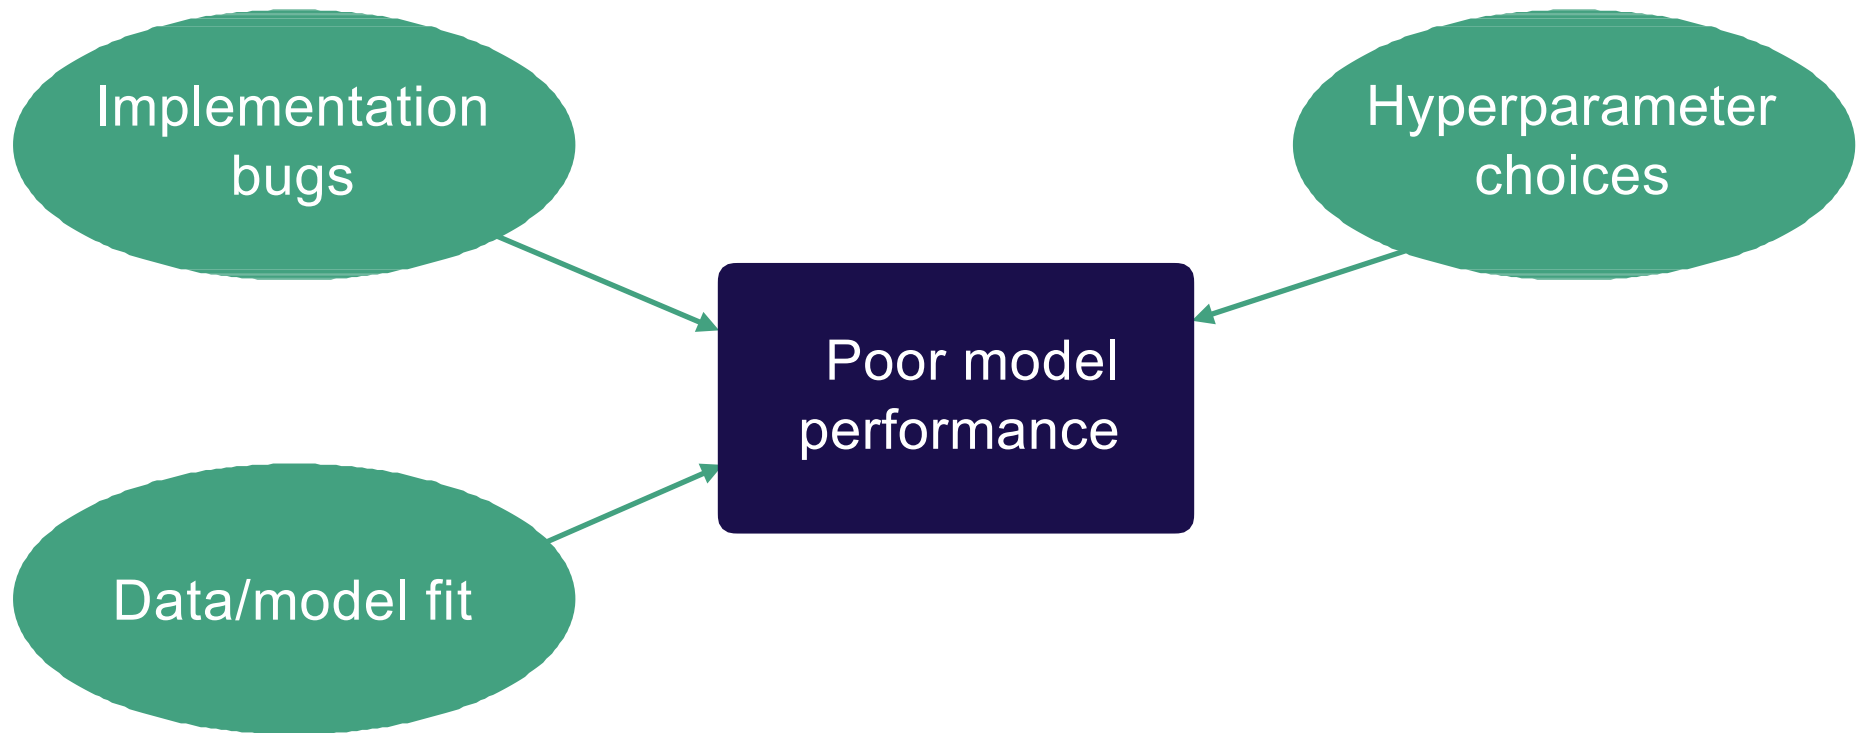 Implementation
bugs
Hyperparameter
choices
Poor model
performance
Data/model fit